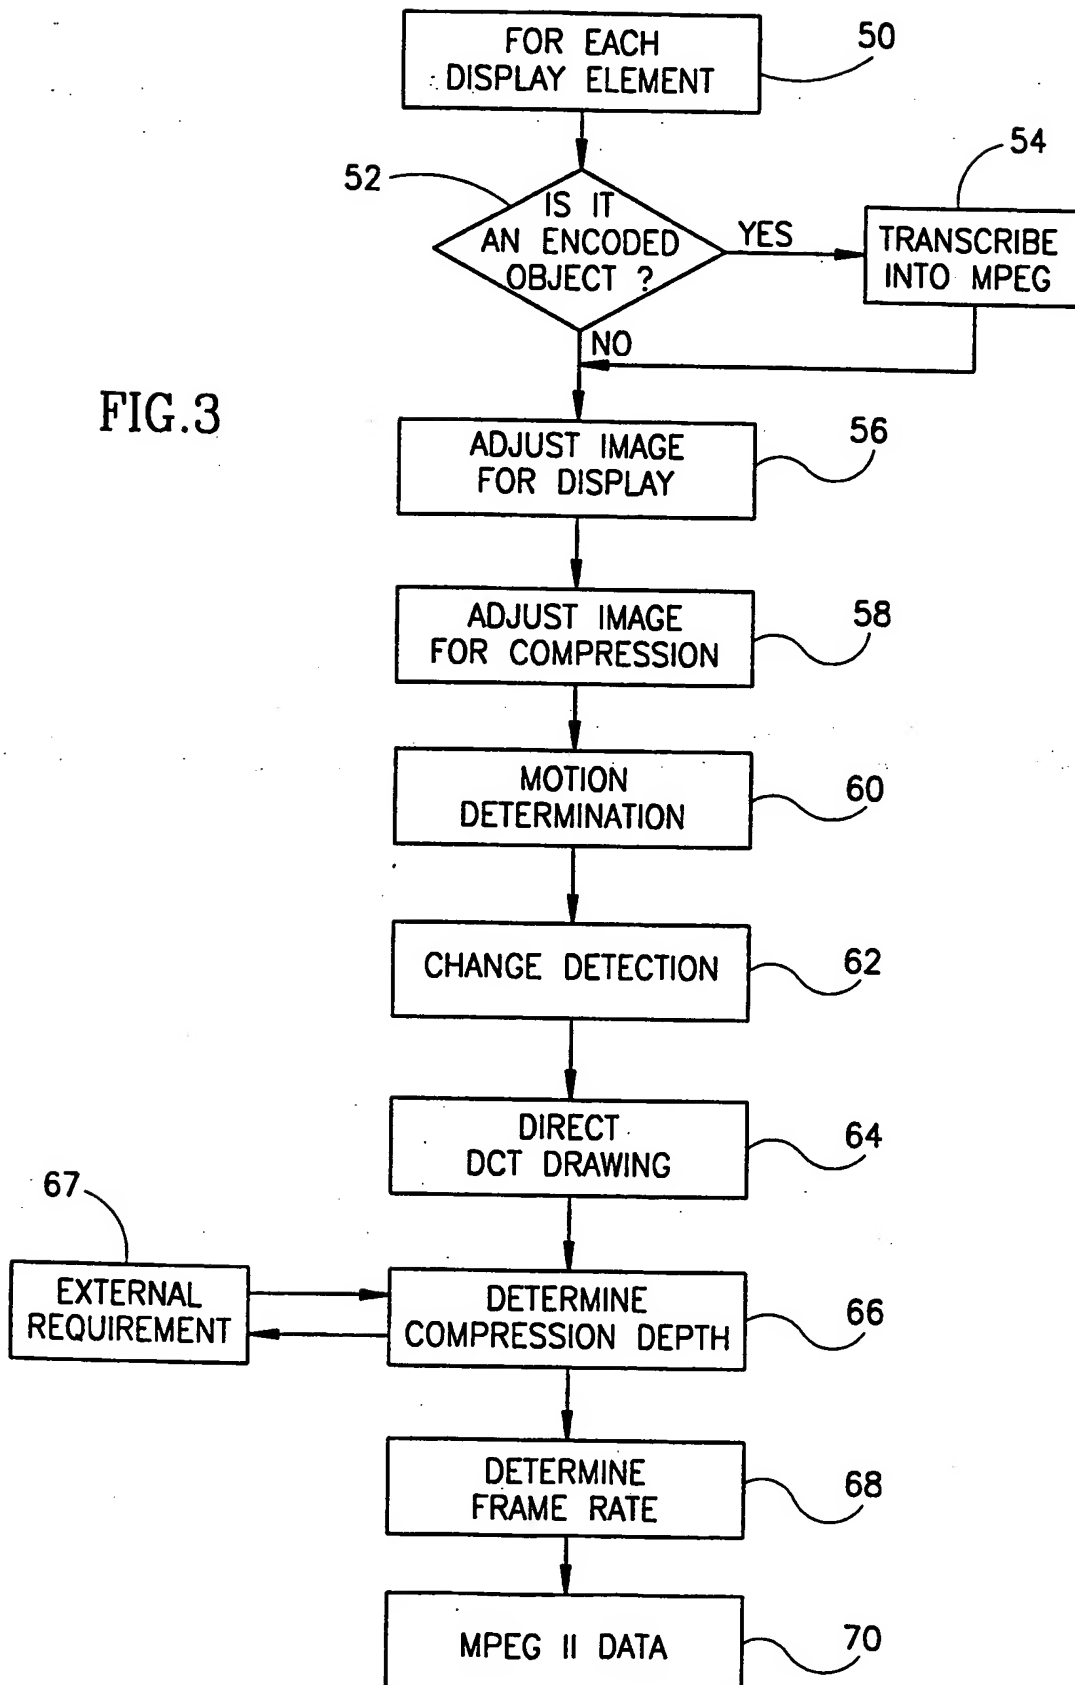 FOR EACH
DISPLAY ELEMENT
50
52
IS IT
AN ENCODED
OBJECT ?
YES
54
TRANSCRIBE
INTO MPEG
NO
FIG.3
ADJUST IMAGE
FOR DISPLAY
56
ADJUST IMAGE
FOR COMPRESSION
58
MOTION
DETERMINATION
60
CHANGE DETECTION
62
DIRECT
DCT DRAWING
64
67
EXTERNAL
REQUIREMENT
DETERMINE
COMPRESSION DEPTH
66
DETERMINE
FRAME RATE
68
MPEG II DATA
70